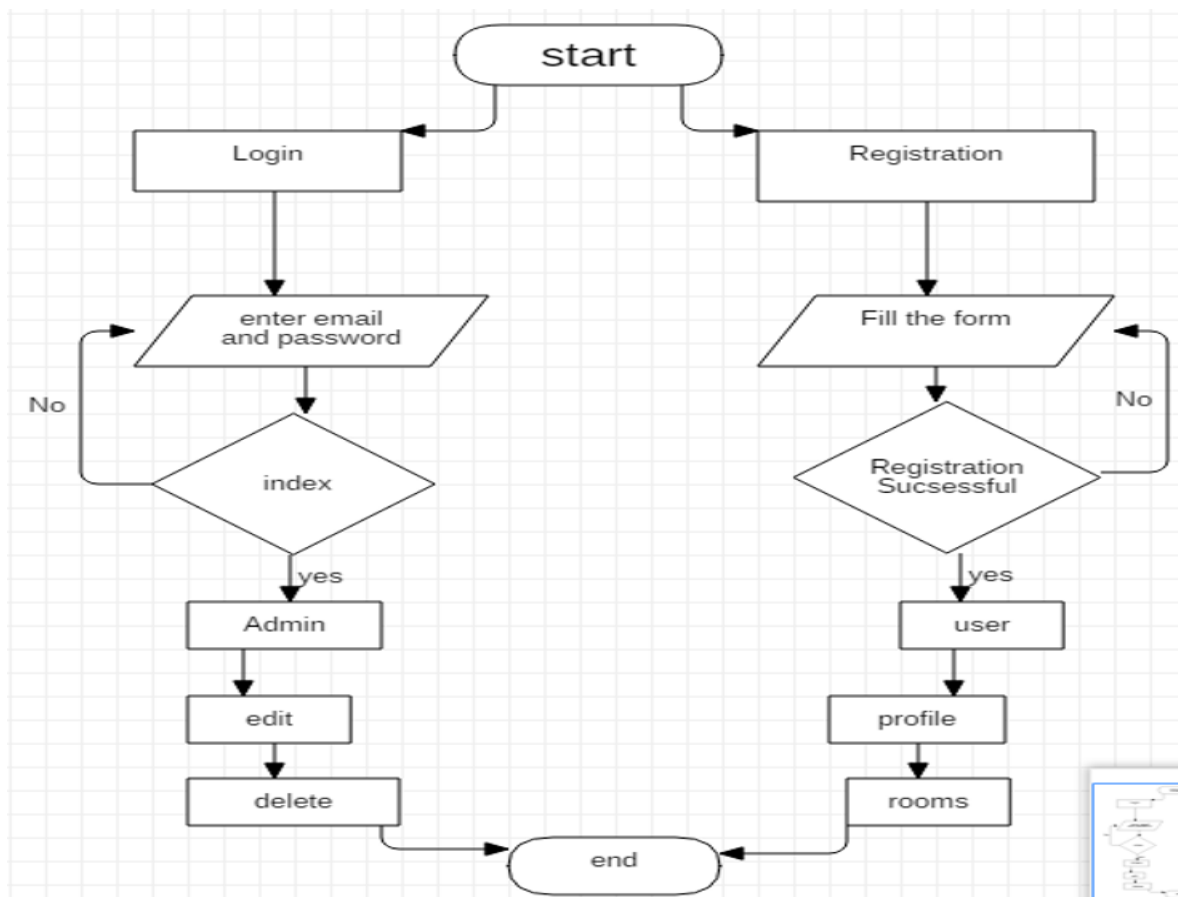 start
Login
Registration
enter email
and password
Fill the form
No
No
index
Registration
Sucsessful
yes
yes
Admin
user
edit
profile
delete
rooms
end